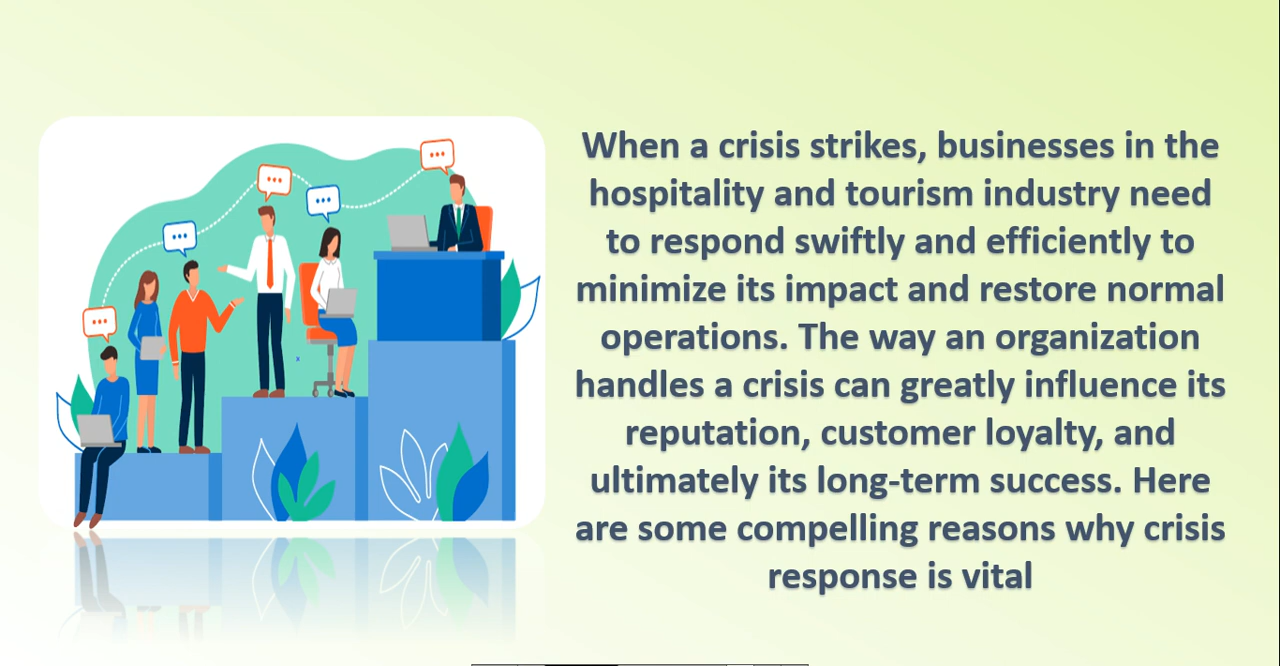 When a crisis strikes, businesses in the
hospitality and tourism industry need
to respond swiftly and efficiently to
minimize its impact and restore normal
operations. The way an organization
handles a crisis can greatly influence its
reputation, customer loyalty, and
ultimately its long-term success. Here
are some compelling reasons why crisis
response is vital